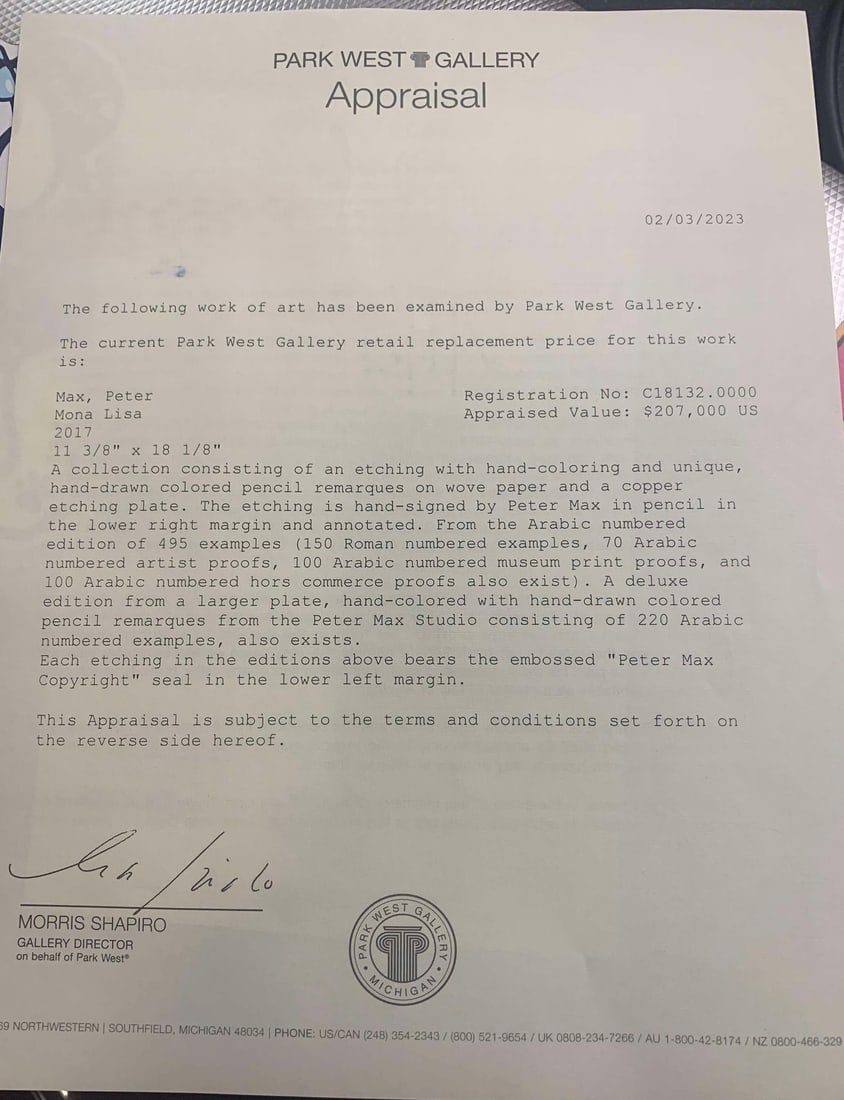 PARK WEST GALLERY
Appraisal
02/03/2023
The following work of art has been examined by Park West Gallery.
The current Park West Gallery retail replacement price for this work
is:
Max, Peter
Mona Lisa
2017
11 3/8" x 18 1/8"
Registration No: C18132.0000
Appraised Value: $207,000 US
A collection consisting of an etching with hand-coloring and unique,
hand-drawn colored pencil remarques on wove paper and a copper
etching plate. The etching is hand-signed by Peter Max in pencil in
the lower right margin and annotated. From the Arabic numbered
edition of 495 examples (150 Roman numbered examples, 70 Arabic
numbered artist proofs, 100 Arabic numbered museum print proofs, and
100 Arabic numbered hors commerce proofs also exist). A deluxe
edition from a larger plate, hand-colored with hand-drawn colored
pencil remarques from the Peter Max Studio consisting of 220 Arabic
numbered examples, also exists.
Each etching in the editions above bears the embossed "Peter Max
Copyright" seal in the lower left margin.
This Appraisal is subject to the terms and conditions set forth on
the reverse side hereof.
MORRIS SHAPIRO
GALLERY DIRECTOR
on behalf of Park West®
PARK WEST GALLERY
MICHIGAN
69 NORTHWESTERN | SOUTHFIELD, MICHIGAN 48034 | PHONE: US/CAN (248) 354-2343 / (800) 521-9654 / UK 0808-234-7266 / AU 1-800-42-8174 / NZ 0800-466-329